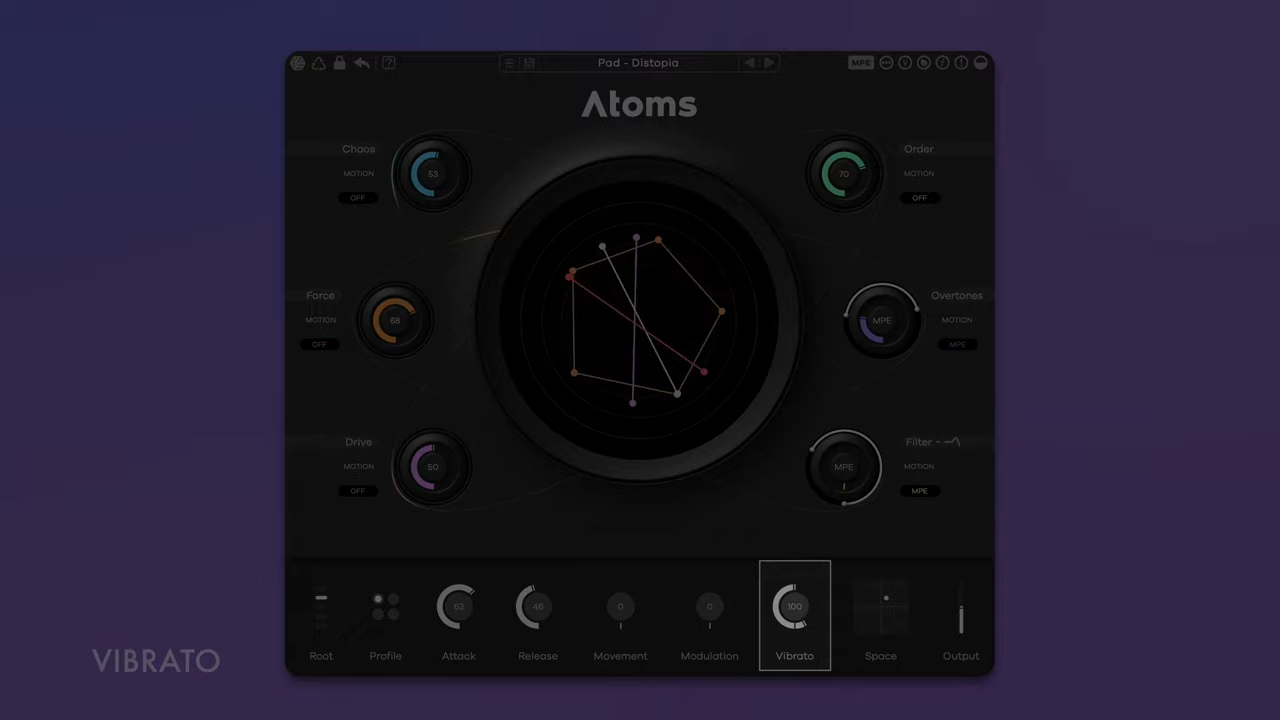 Pad - Distopia
MPE
Atoms
Chaos
MOTION
OFF
53
Order
MOTION
OFF
70
Force
MOTION
OFF
68
Overtones
MOTION
MPE
MPE
Drive
MOTION
OFF
50
Filter -
MOTION
MPE
MPE
62
46
0
0
100
Root
Profile
Attack
Release
Movement
Modulation
Vibrato
Space
Output
VIBRATO